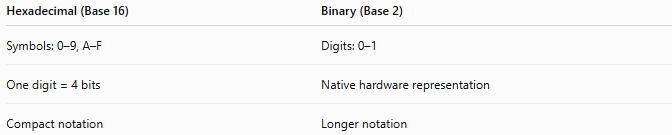 Hexadecimal (Base 16) Binary (Base 2)
Symbols: 0–9, A–F Digits: 0–1
One digit = 4 bits Native hardware representation
Compact notation Longer notation